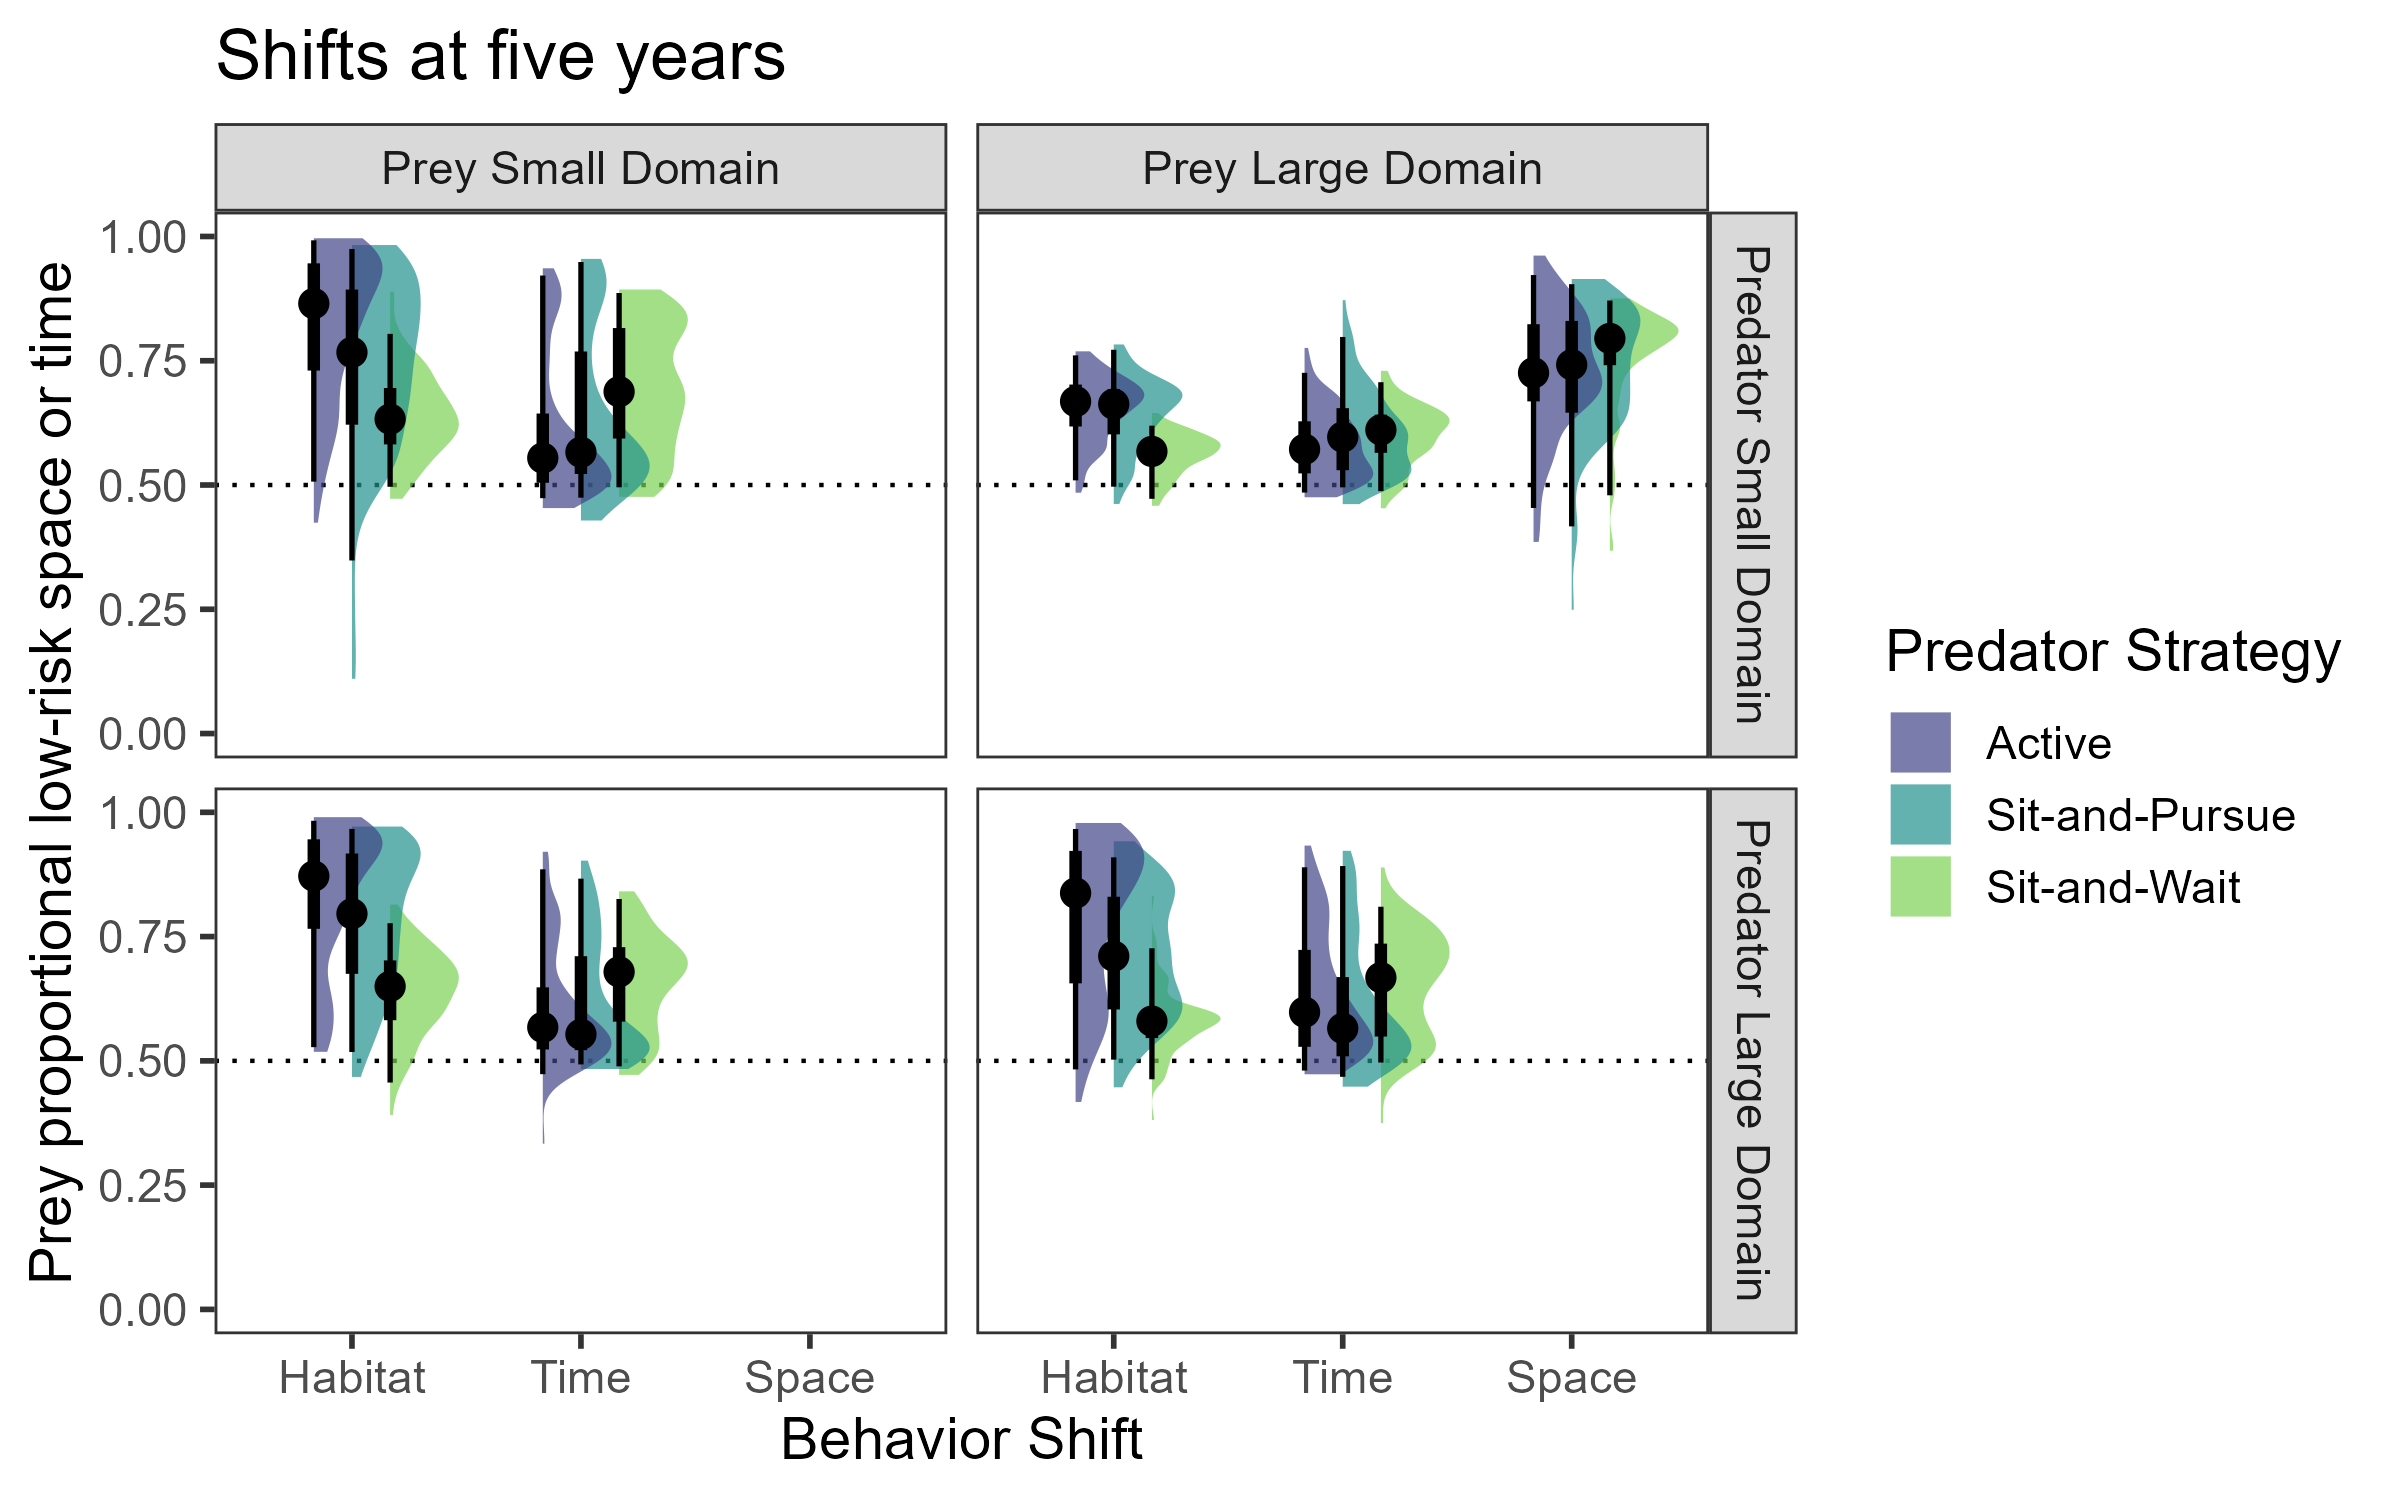 Shifts at five years
Prey Small Domain
Prey Large Domain
Prey proportional low-risk space or time
1.00
0.75
0.50
0.25
0.00
Predator Small Domain
1.00
0.75
0.50
0.25
0.00
Predator Large Domain
Habitat
Time
Space
Habitat
Time
Space
Behavior Shift
Predator Strategy
Active
Sit-and-Pursue
Sit-and-Wait